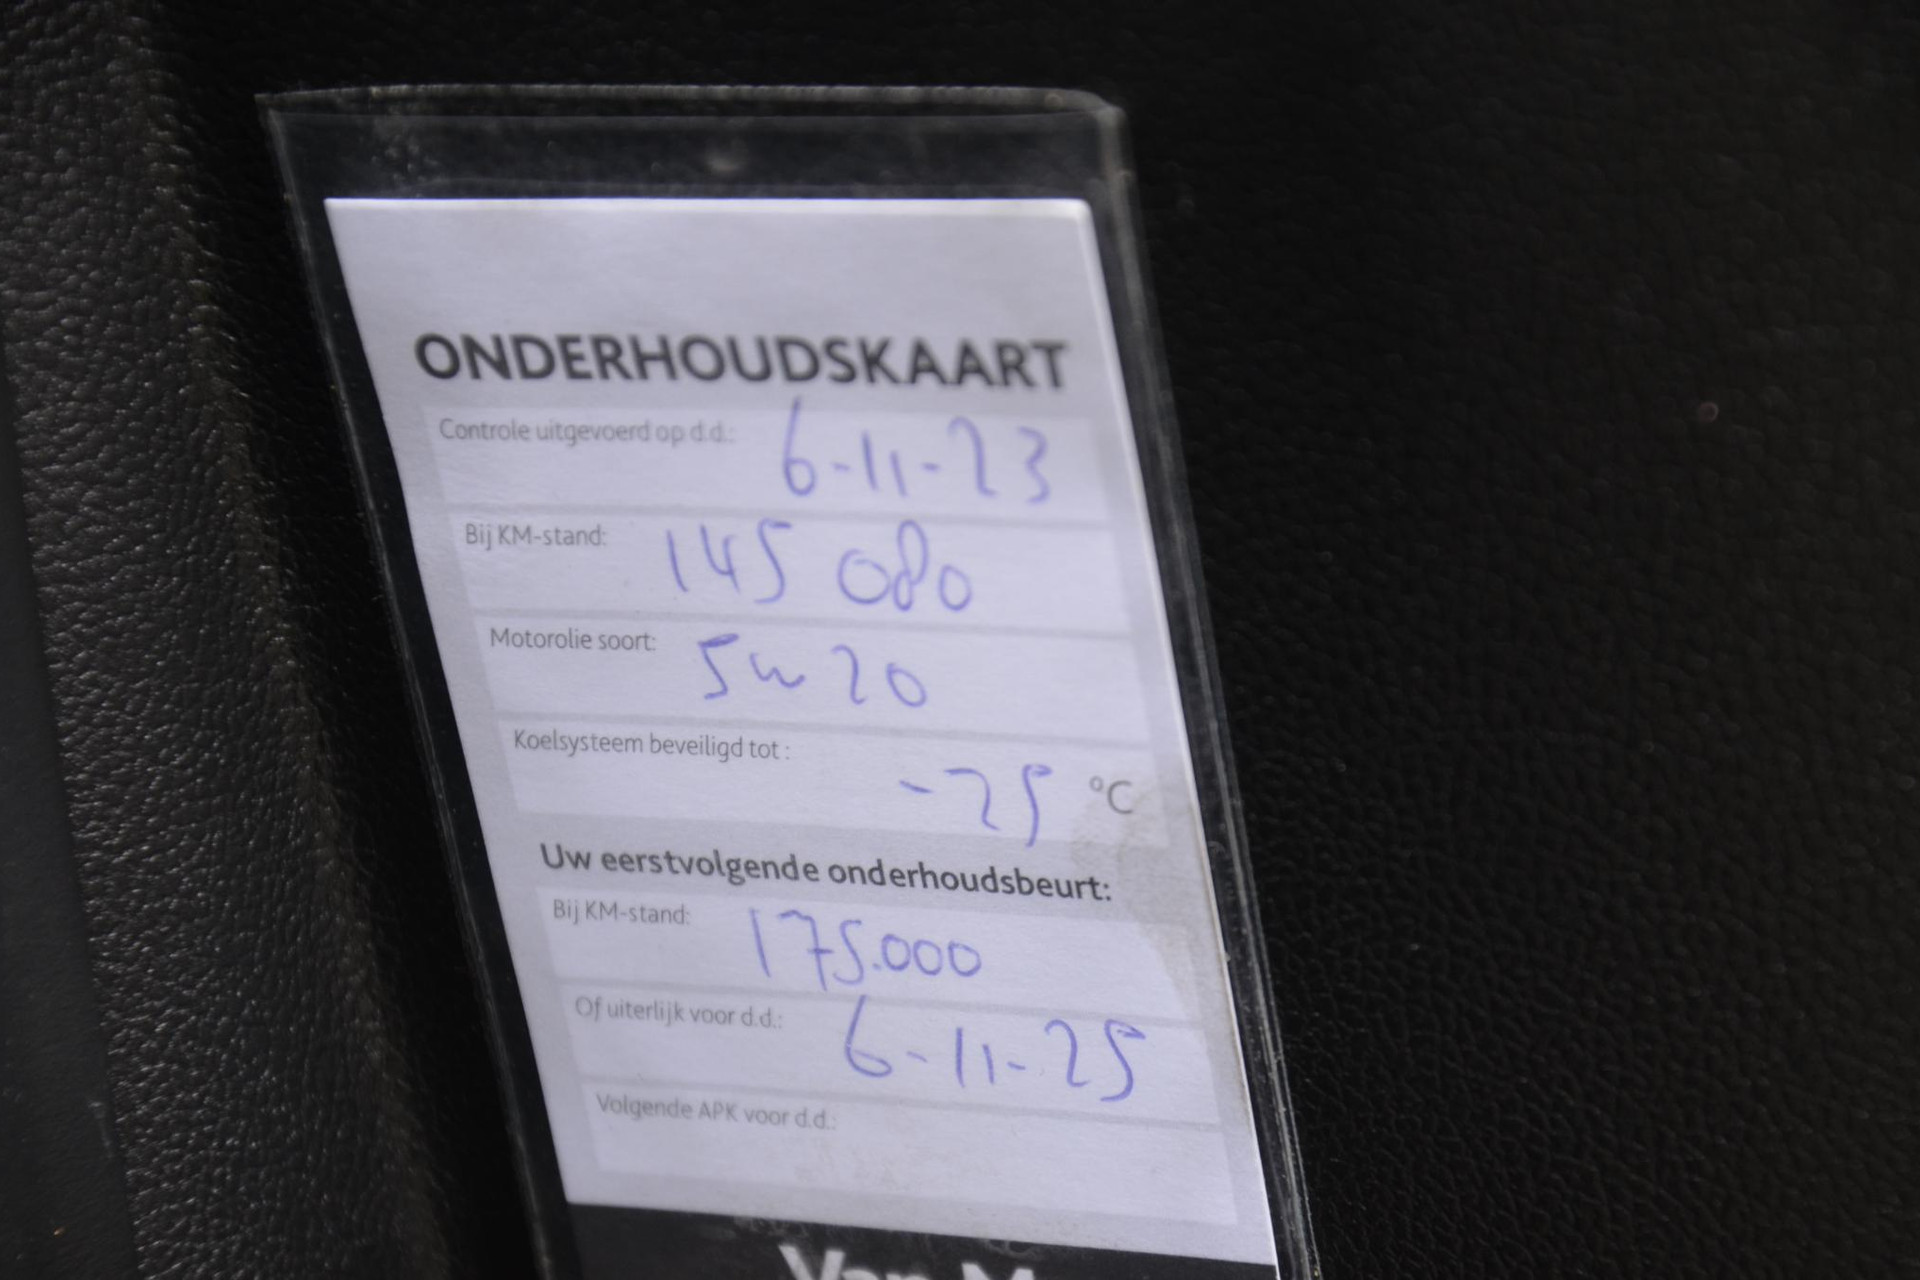 ONDERHOUDSKAART
Controle uitgevoerd op d.d.: 6-11-23
Bij KM-stand: 145 080
Motorolie soort: 5w20
Koelsysteem beveiligd tot : -25 °C
Uw eerstvolgende onderhoudsbeurt:
Bij KM-stand: 175.000
Of uiterlijk voor d.d.: 6-11-25
Volgende APK voor d.d.:
Van